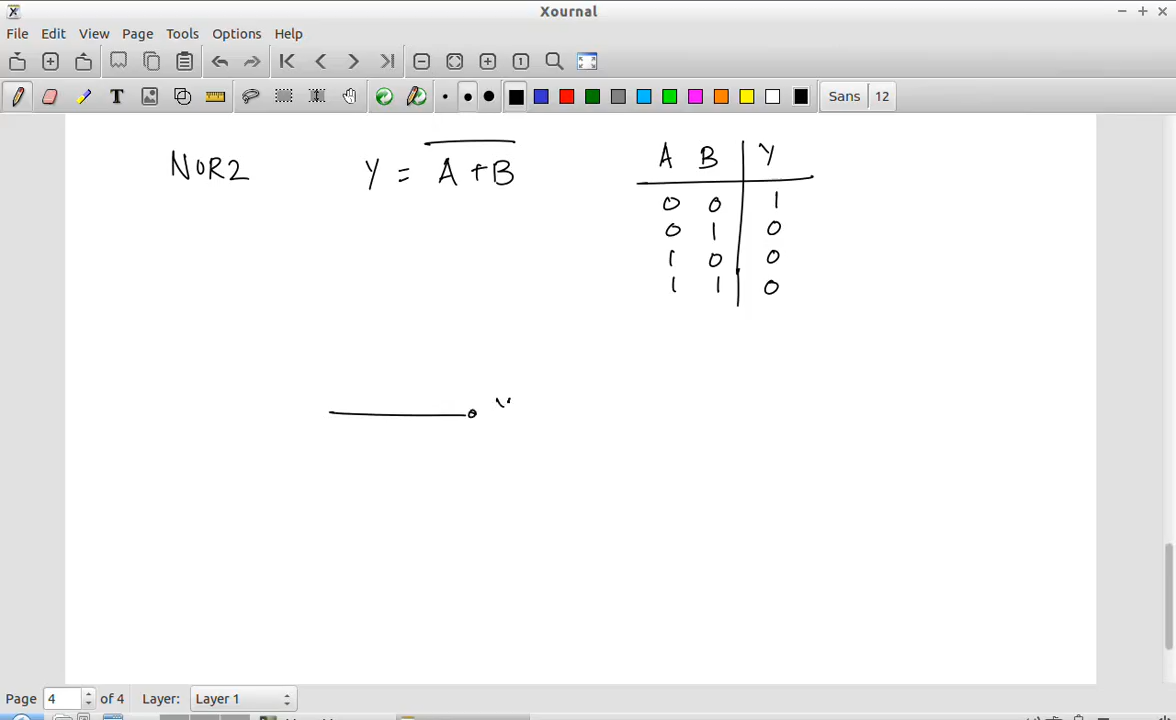 Xournal
File Edit View Page Tools Options Help
Sans 12
NOR2
Y = \overline{A+B}
A B Y
0 0 1
0 1 0
1 0 0
1 1 0
Page 4 of 4 Layer: Layer 1